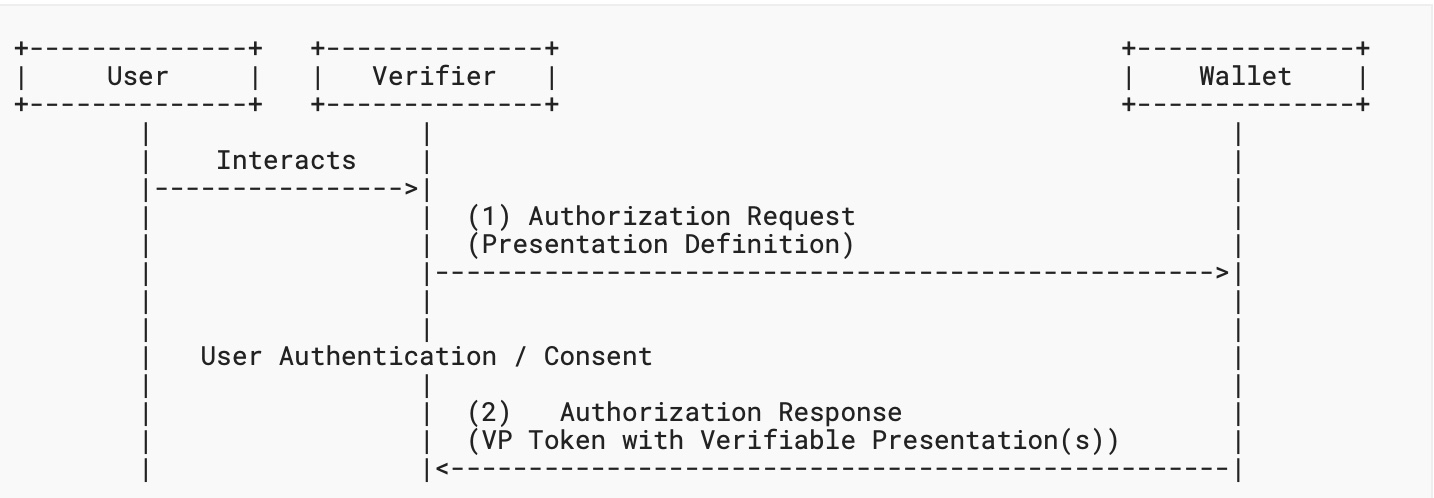 User Verifier Wallet
Interacts
(1) Authorization Request
(Presentation Definition)
User Authentication / Consent
(2) Authorization Response
(VP Token with Verifiable Presentation(s))